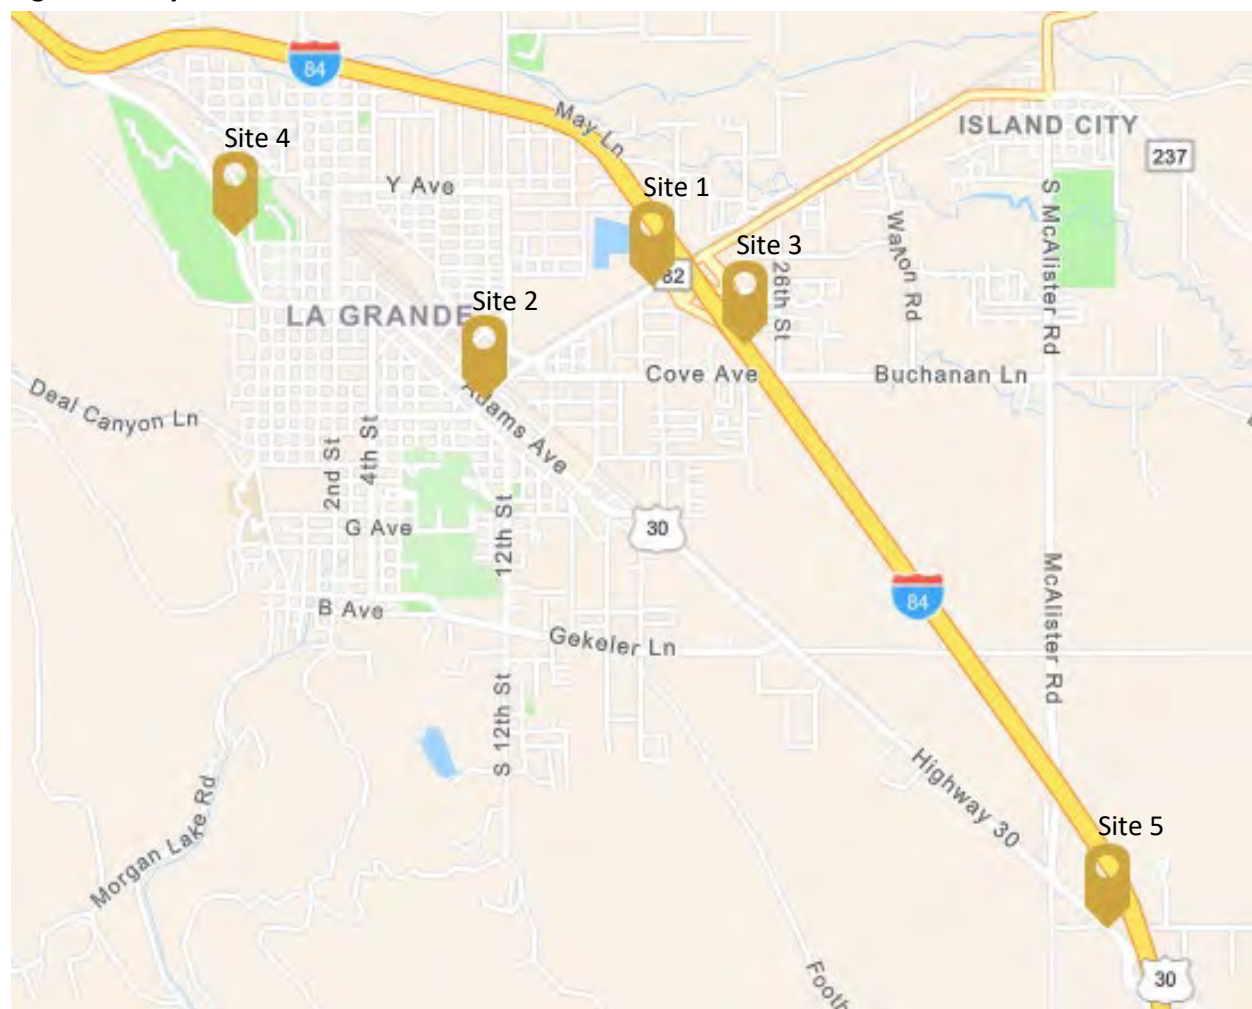 84
May Ln
ISLAND CITY
237
Site 4
Y Ave
Site 1
S McAlister Rd
Walton Rd
Site 3
82
26th St
Site 2
LA GRANDE
Cove Ave
Buchanan Ln
Deal Canyon Ln
Adams Ave
2nd St
4th St
12th St
G Ave
30
McAlister Rd
84
B Ave
Gekeler Ln
S 12th St
Highway 30
Morgan Lake Rd
Site 5
Footh
30